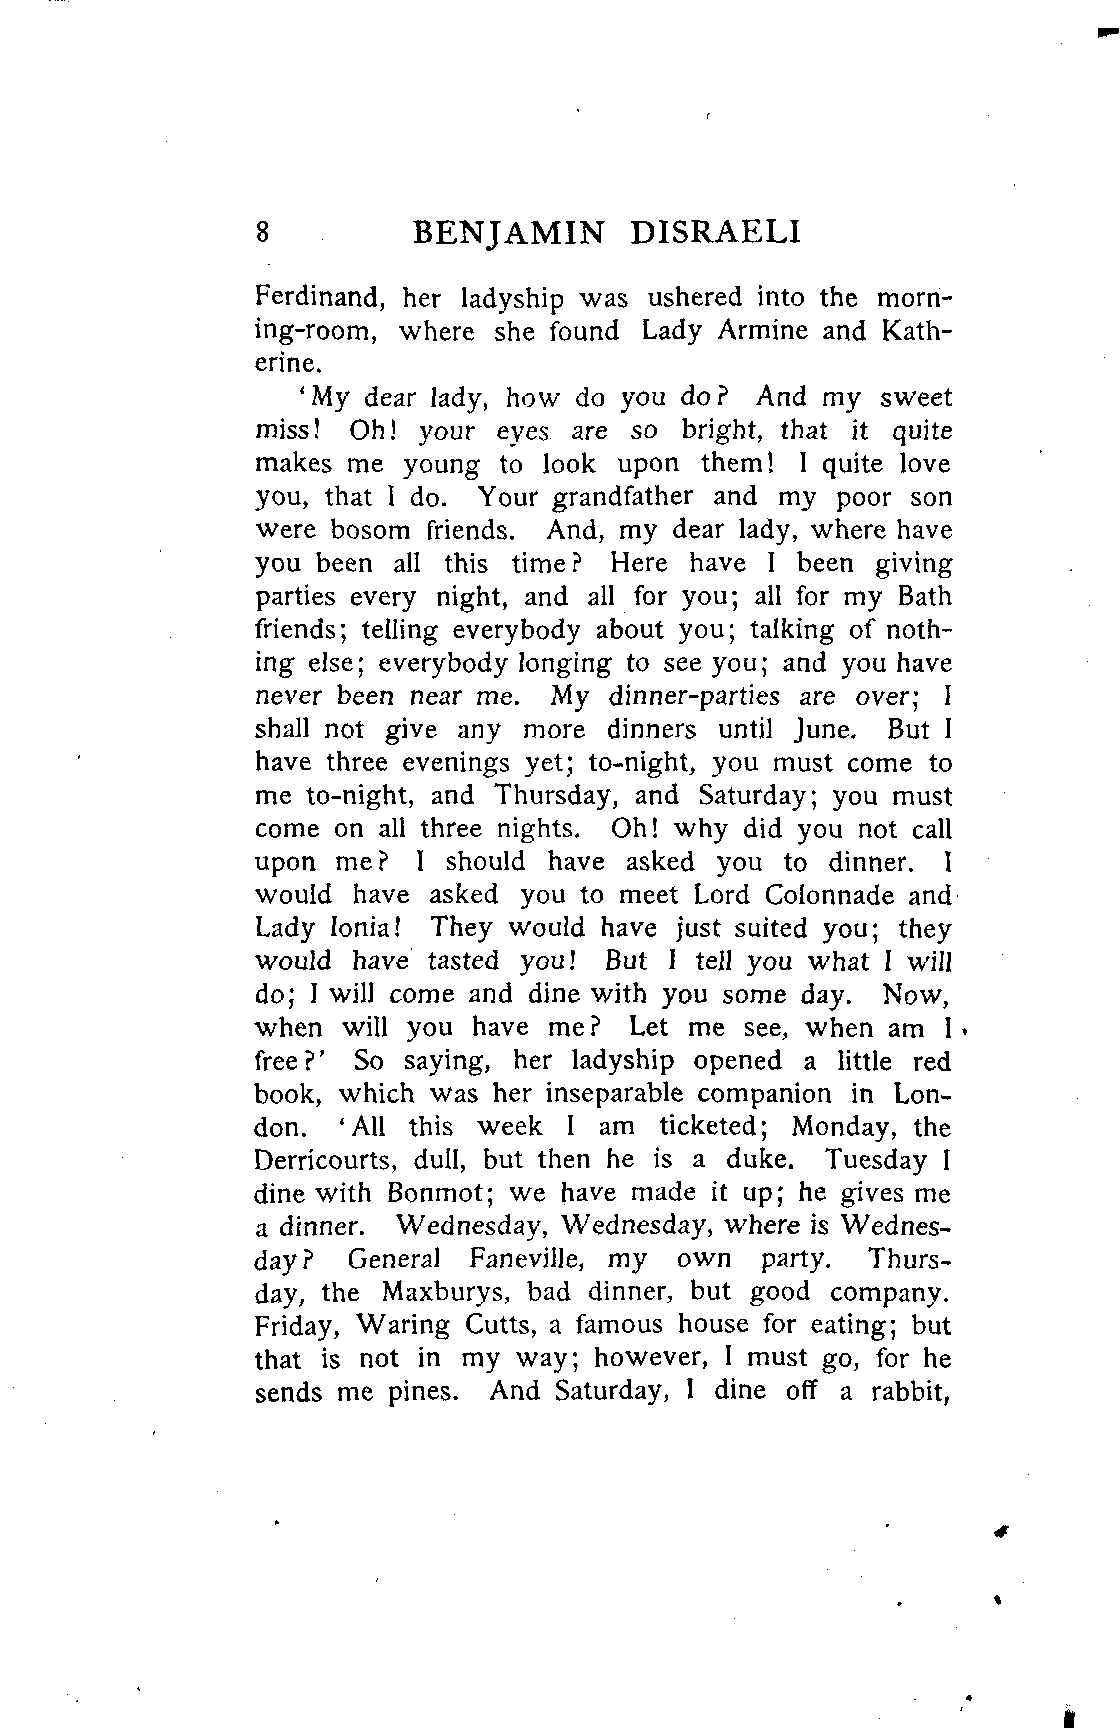 8 BENJAMIN DISRAELI
Ferdinand, her ladyship was ushered into the morn-
ing-room, where she found Lady Armine and Kath-
erine.
‘My dear lady, how do you do? And my sweet
miss! Oh! your eyes are so bright, that it quite
makes me young to look upon them! I quite love
you, that I do. Your grandfather and my poor son
were bosom friends. And, my dear lady, where have
you been all this time? Here have I been giving
parties every night, and all for you; all for my Bath
friends; telling everybody about you; talking of noth-
ing else; everybody longing to see you; and you have
never been near me. My dinner-parties are over; I
shall not give any more dinners until June. But I
have three evenings yet; to-night, you must come to
me to-night, and Thursday, and Saturday; you must
come on all three nights. Oh! why did you not call
upon me? I should have asked you to dinner. I
would have asked you to meet Lord Colonnade and
Lady Ionia! They would have just suited you; they
would have tasted you! But I tell you what I will
do; I will come and dine with you some day. Now,
when will you have me? Let me see, when am I
free?’ So saying, her ladyship opened a little red
book, which was her inseparable companion in Lon-
don. ‘All this week I am ticketed; Monday, the
Derricourts, dull, but then he is a duke. Tuesday I
dine with Bonmot; we have made it up; he gives me
a dinner. Wednesday, Wednesday, where is Wednes-
day? General Faneville, my own party. Thurs-
day, the Maxburys, bad dinner, but good company.
Friday, Waring Cutts, a famous house for eating; but
that is not in my way; however, I must go, for he
sends me pines. And Saturday, I dine off a rabbit,